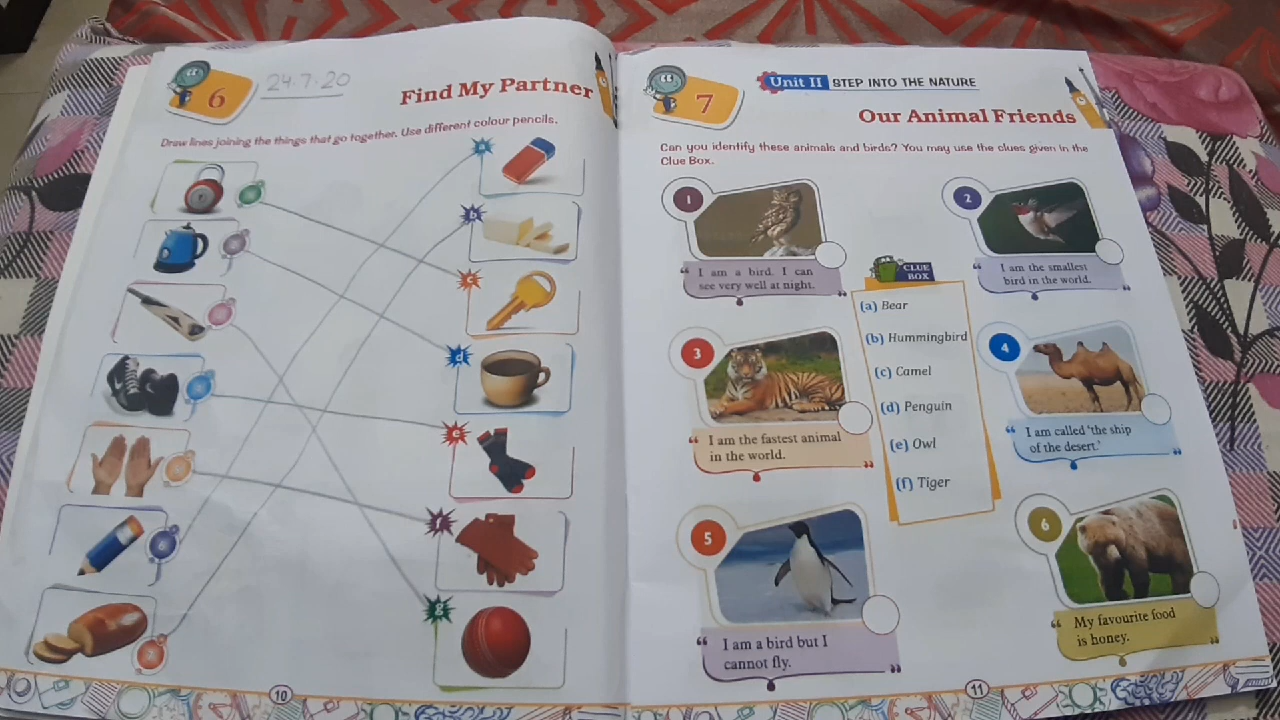 6
24.7.20
Find My Partner
Draw lines joining the things that go together. Use different colour pencils.
a
b
c
d
e
f
g
10
7
Unit II STEP INTO THE NATURE
Our Animal Friends
Can you identify these animals and birds? You may use the clues given in the
Clue Box.
1
“ I am a bird. I can
see very well at night. ”
2
“ I am the smallest
bird in the world. ”
CLUE
BOX
(a) Bear
(b) Hummingbird
(c) Camel
(d) Penguin
(e) Owl
(f) Tiger
3
“ I am the fastest animal
in the world. ”
4
“ I am called ‘the ship
of the desert.’ ”
5
“ I am a bird but I
cannot fly. ”
6
“ My favourite food
is honey. ”
11